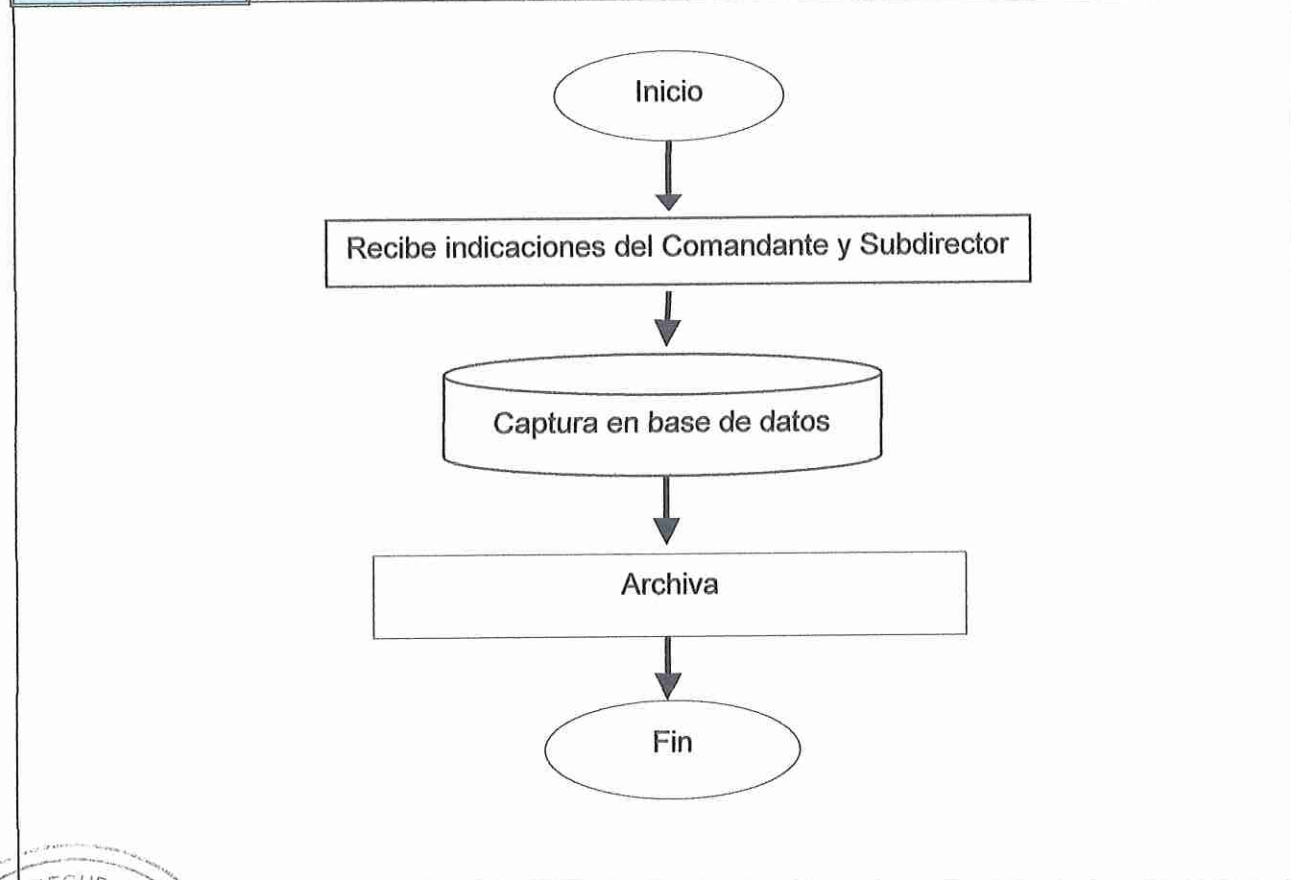 Inicio
Recibe indicaciones del Comandante y Subdirector
Captura en base de datos
Archiva
Fin